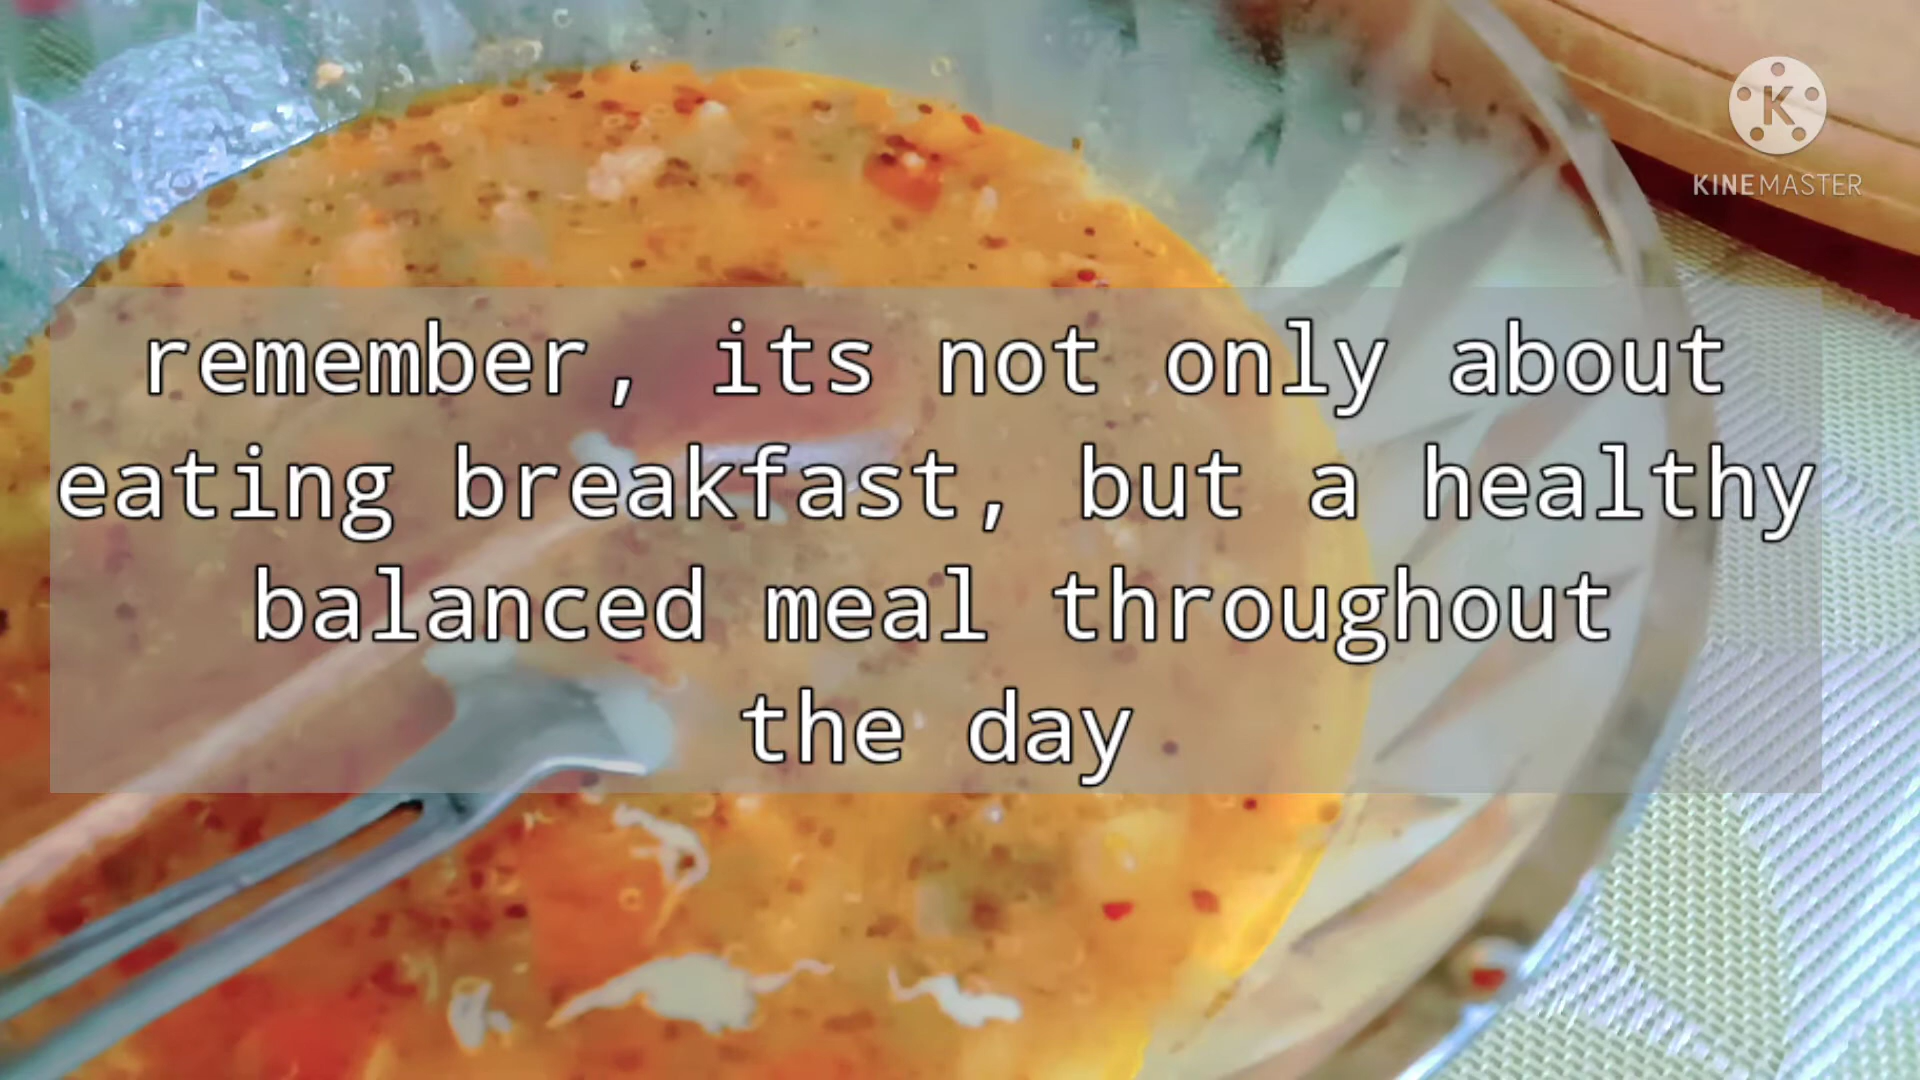 KINEMASTER
remember, its not only about
eating breakfast, but a healthy
balanced meal throughout
the day